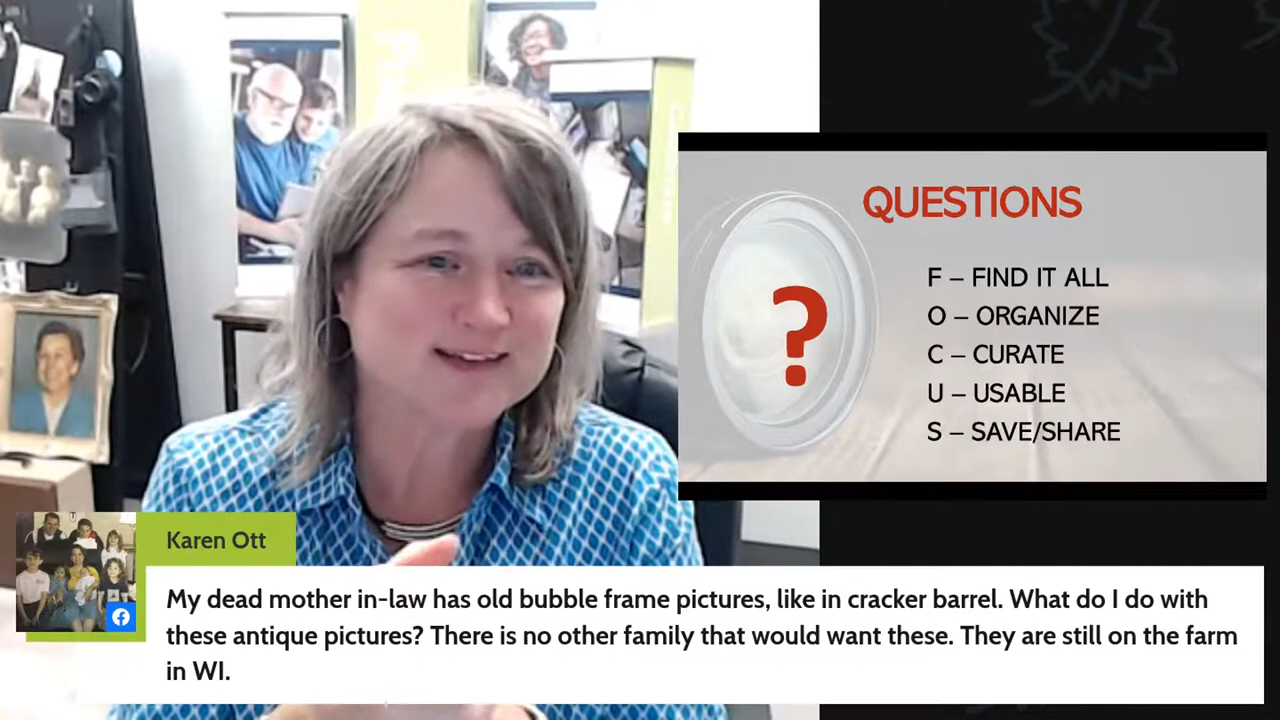 QUESTIONS
?
F – FIND IT ALL
O – ORGANIZE
C – CURATE
U – USABLE
S – SAVE/SHARE
Karen Ott
My dead mother in-law has old bubble frame pictures, like in cracker barrel. What do I do with
these antique pictures? There is no other family that would want these. They are still on the farm
in WI.